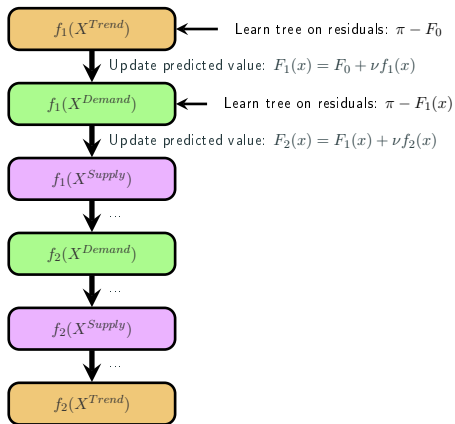 f₁(X^Trend) Learn tree on residuals: π − F₀
Update predicted value: F₁(x) = F₀ + νf₁(x)
f₁(X^Demand) Learn tree on residuals: π − F₁(x)
Update predicted value: F₂(x) = F₁(x) + νf₂(x)
f₁(X^Supply)
...
f₂(X^Demand)
...
f₂(X^Supply)
...
f₂(X^Trend)